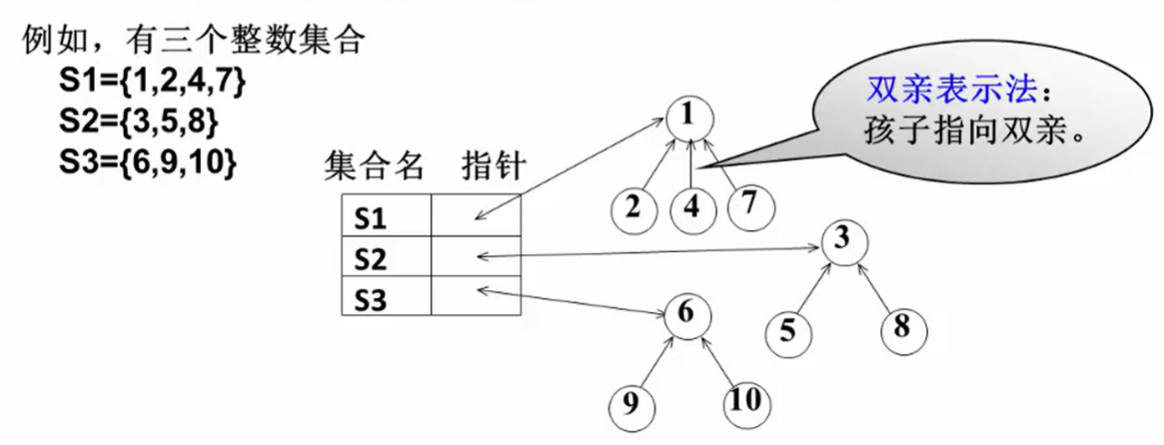 例如，有三个整数集合
S1={1,2,4,7}
S2={3,5,8}
S3={6,9,10}
双亲表示法：
孩子指向双亲。
集合名 指针
S1
S2
S3
1
2 4 7
3
5 8
6
9 10